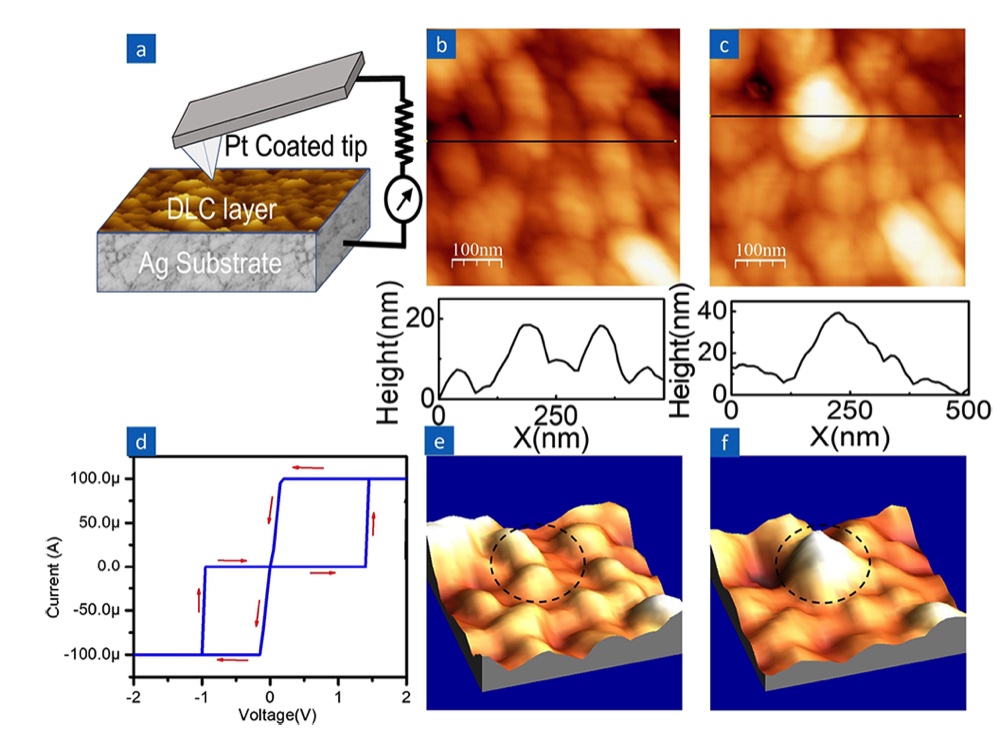 a
Pt Coated tip
DLC layer
Ag Substrate
b
100nm
c
100nm
Height(nm)
20
0
0
250
X(nm)
Height(nm)
40
20
0
0
250
500
X(nm)
d
Current (A)
100.0µ
50.0µ
0.0
-50.0µ
-100.0µ
-2
-1
0
1
2
Voltage(V)
e
f